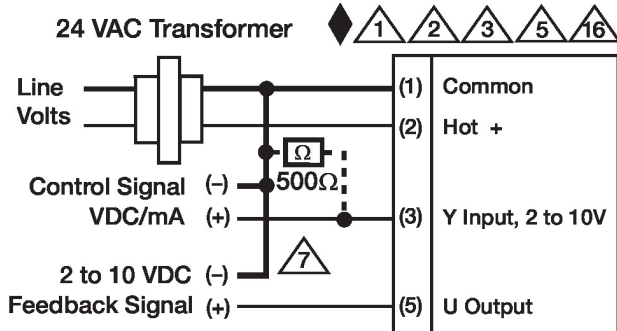 24 VAC Transformer
1 2 3 5 16
Line
Volts
(1) Common
(2) Hot +
Ω
500Ω
Control Signal (–)
VDC/mA (+)
(3) Y Input, 2 to 10V
7
2 to 10 VDC (–)
Feedback Signal (+)
(5) U Output